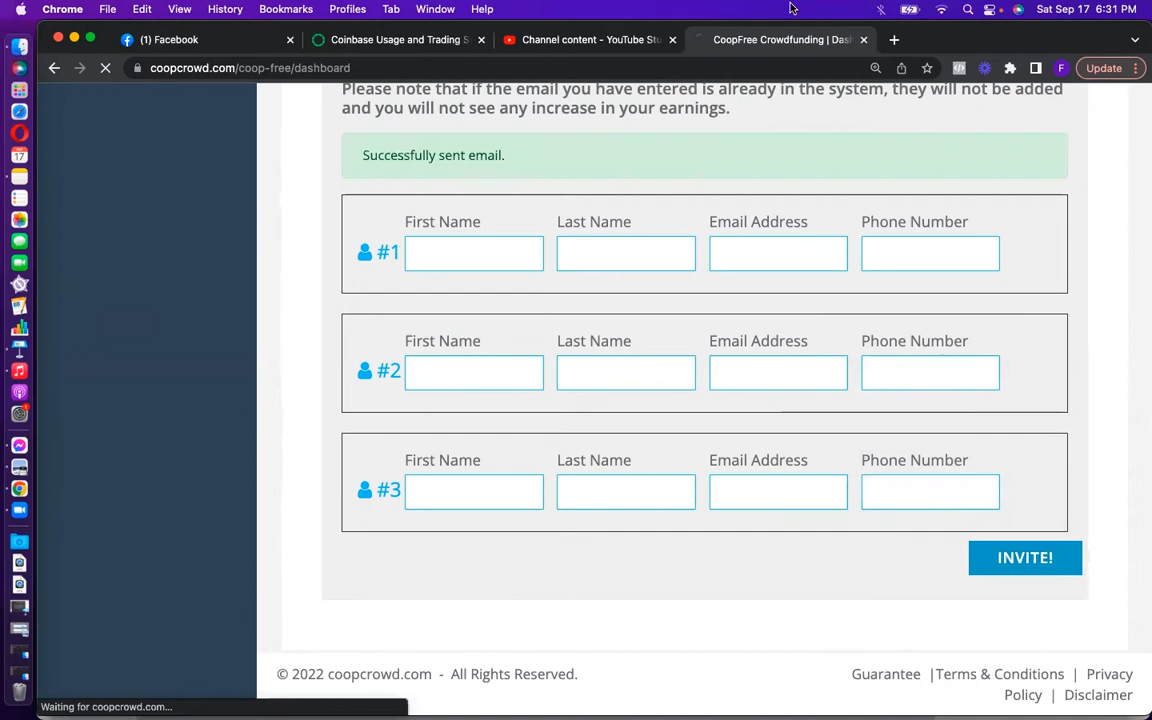 Chrome File Edit View History Bookmarks Profiles Tab Window Help Sat Sep 17 6:31 PM
(1) Facebook Coinbase Usage and Trading S Channel content - YouTube Stu CoopFree Crowdfunding | Dash
coopcrowd.com/coop-free/dashboard F Update
Please note that if the email you have entered is already in the system, they will not be added
and you will not see any increase in your earnings.
Successfully sent email.
First Name Last Name Email Address Phone Number
#1
First Name Last Name Email Address Phone Number
#2
First Name Last Name Email Address Phone Number
#3
INVITE!
© 2022 coopcrowd.com - All Rights Reserved. Guarantee |Terms & Conditions | Privacy
Policy | Disclaimer
Waiting for coopcrowd.com...